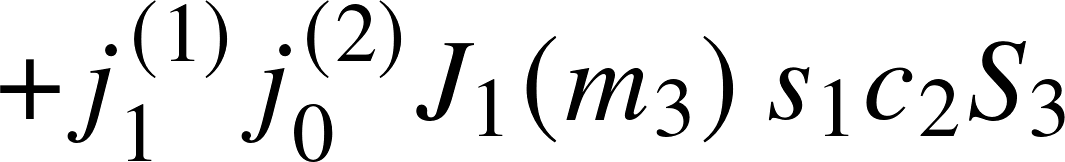 $+j_1^{(1)} j_0^{(2)} J_1(m_3) \, s_1 c_2 S_3$